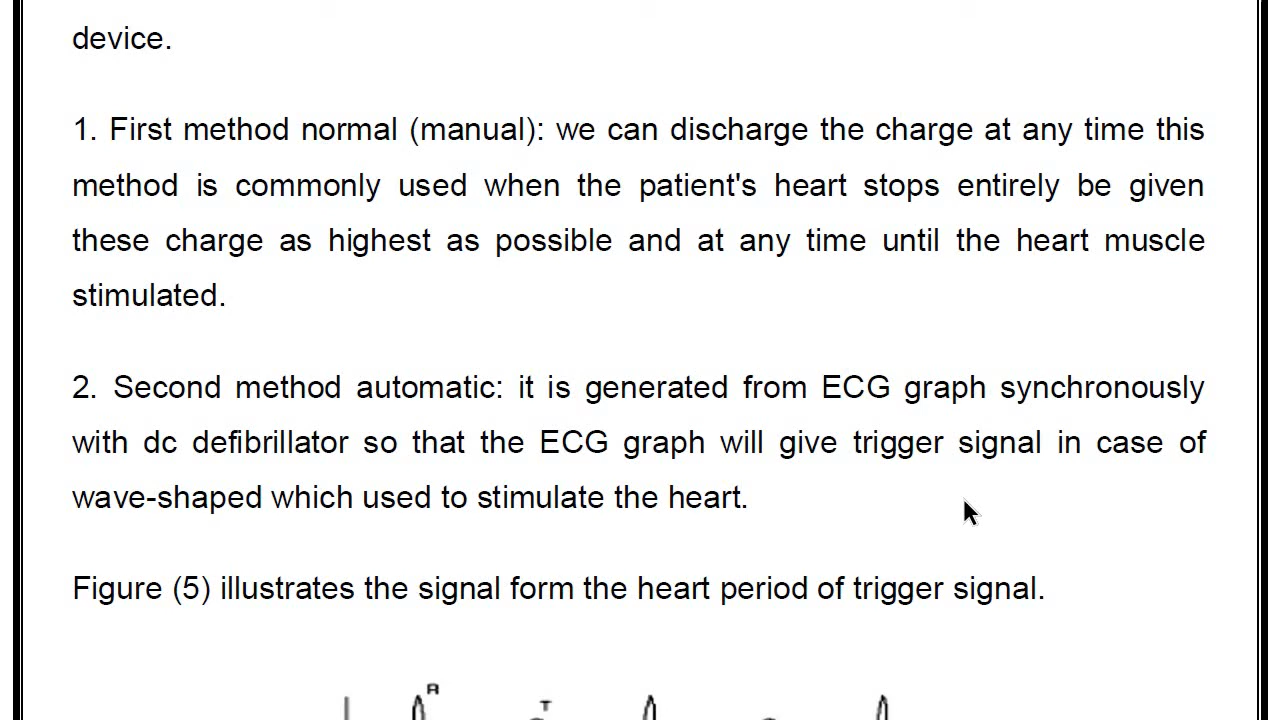 device.
1. First method normal (manual): we can discharge the charge at any time this
method is commonly used when the patient's heart stops entirely be given
these charge as highest as possible and at any time until the heart muscle
stimulated.
2. Second method automatic: it is generated from ECG graph synchronously
with dc defibrillator so that the ECG graph will give trigger signal in case of
wave-shaped which used to stimulate the heart.
Figure (5) illustrates the signal form the heart period of trigger signal.
R
T